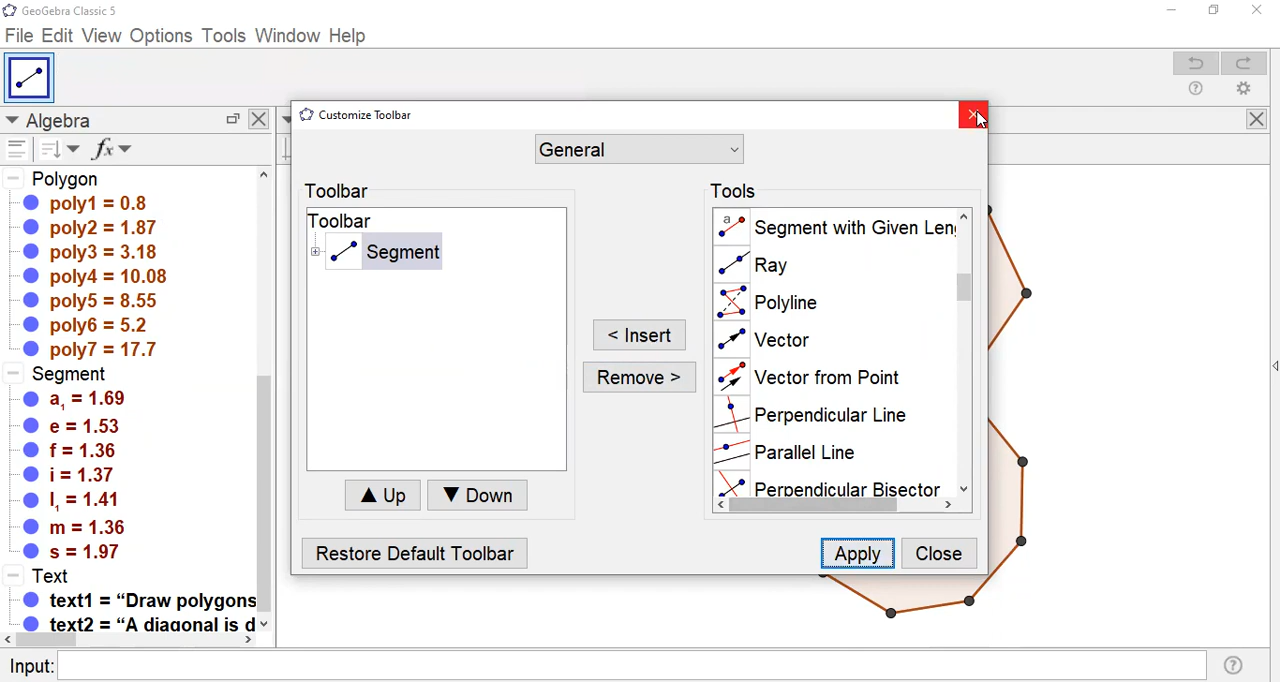 GeoGebra Classic 5
File Edit View Options Tools Window Help
Algebra
Polygon
poly1 = 0.8
poly2 = 1.87
poly3 = 3.18
poly4 = 10.08
poly5 = 8.55
poly6 = 5.2
poly7 = 17.7
Segment
a₁ = 1.69
e = 1.53
f = 1.36
i = 1.37
l₁ = 1.41
m = 1.36
s = 1.97
Text
text1 = “Draw polygons
text2 = “A diagonal is d
Customize Toolbar
General
Toolbar
Toolbar
Segment
▲ Up ▼ Down
< Insert
Remove >
Tools
a Segment with Given Len
Ray
Polyline
Vector
Vector from Point
Perpendicular Line
Parallel Line
Perpendicular Bisector
Restore Default Toolbar
Apply Close
Input: